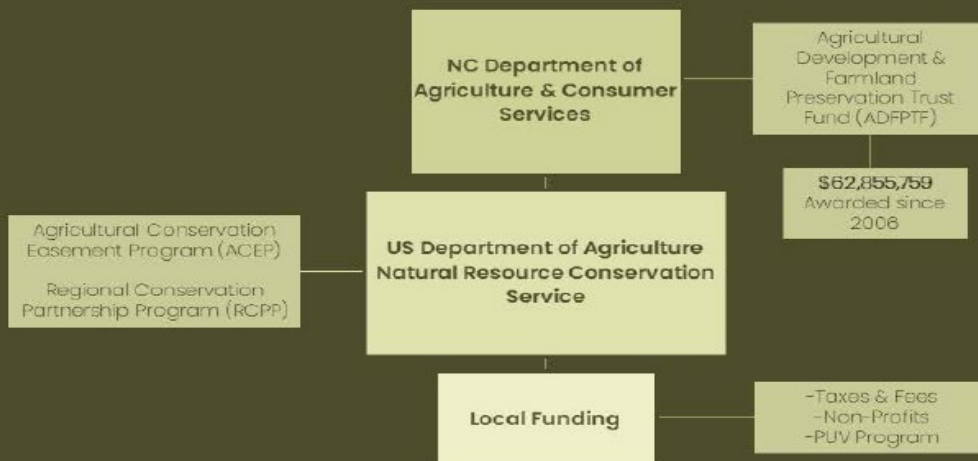 NC Department of
Agriculture & Consumer
Services
Agricultural
Development &
Farmland
Preservation Trust
Fund (ADFPTF)
$62,855,759
Awarded since
2006
Agricultural Conservation
Easement Program (ACEP)
Regional Conservation
Partnership Program (RCPP)
US Department of Agriculture
Natural Resource Conservation
Service
Local Funding
-Taxes & Fees
-Non-Profits
-PUV Program